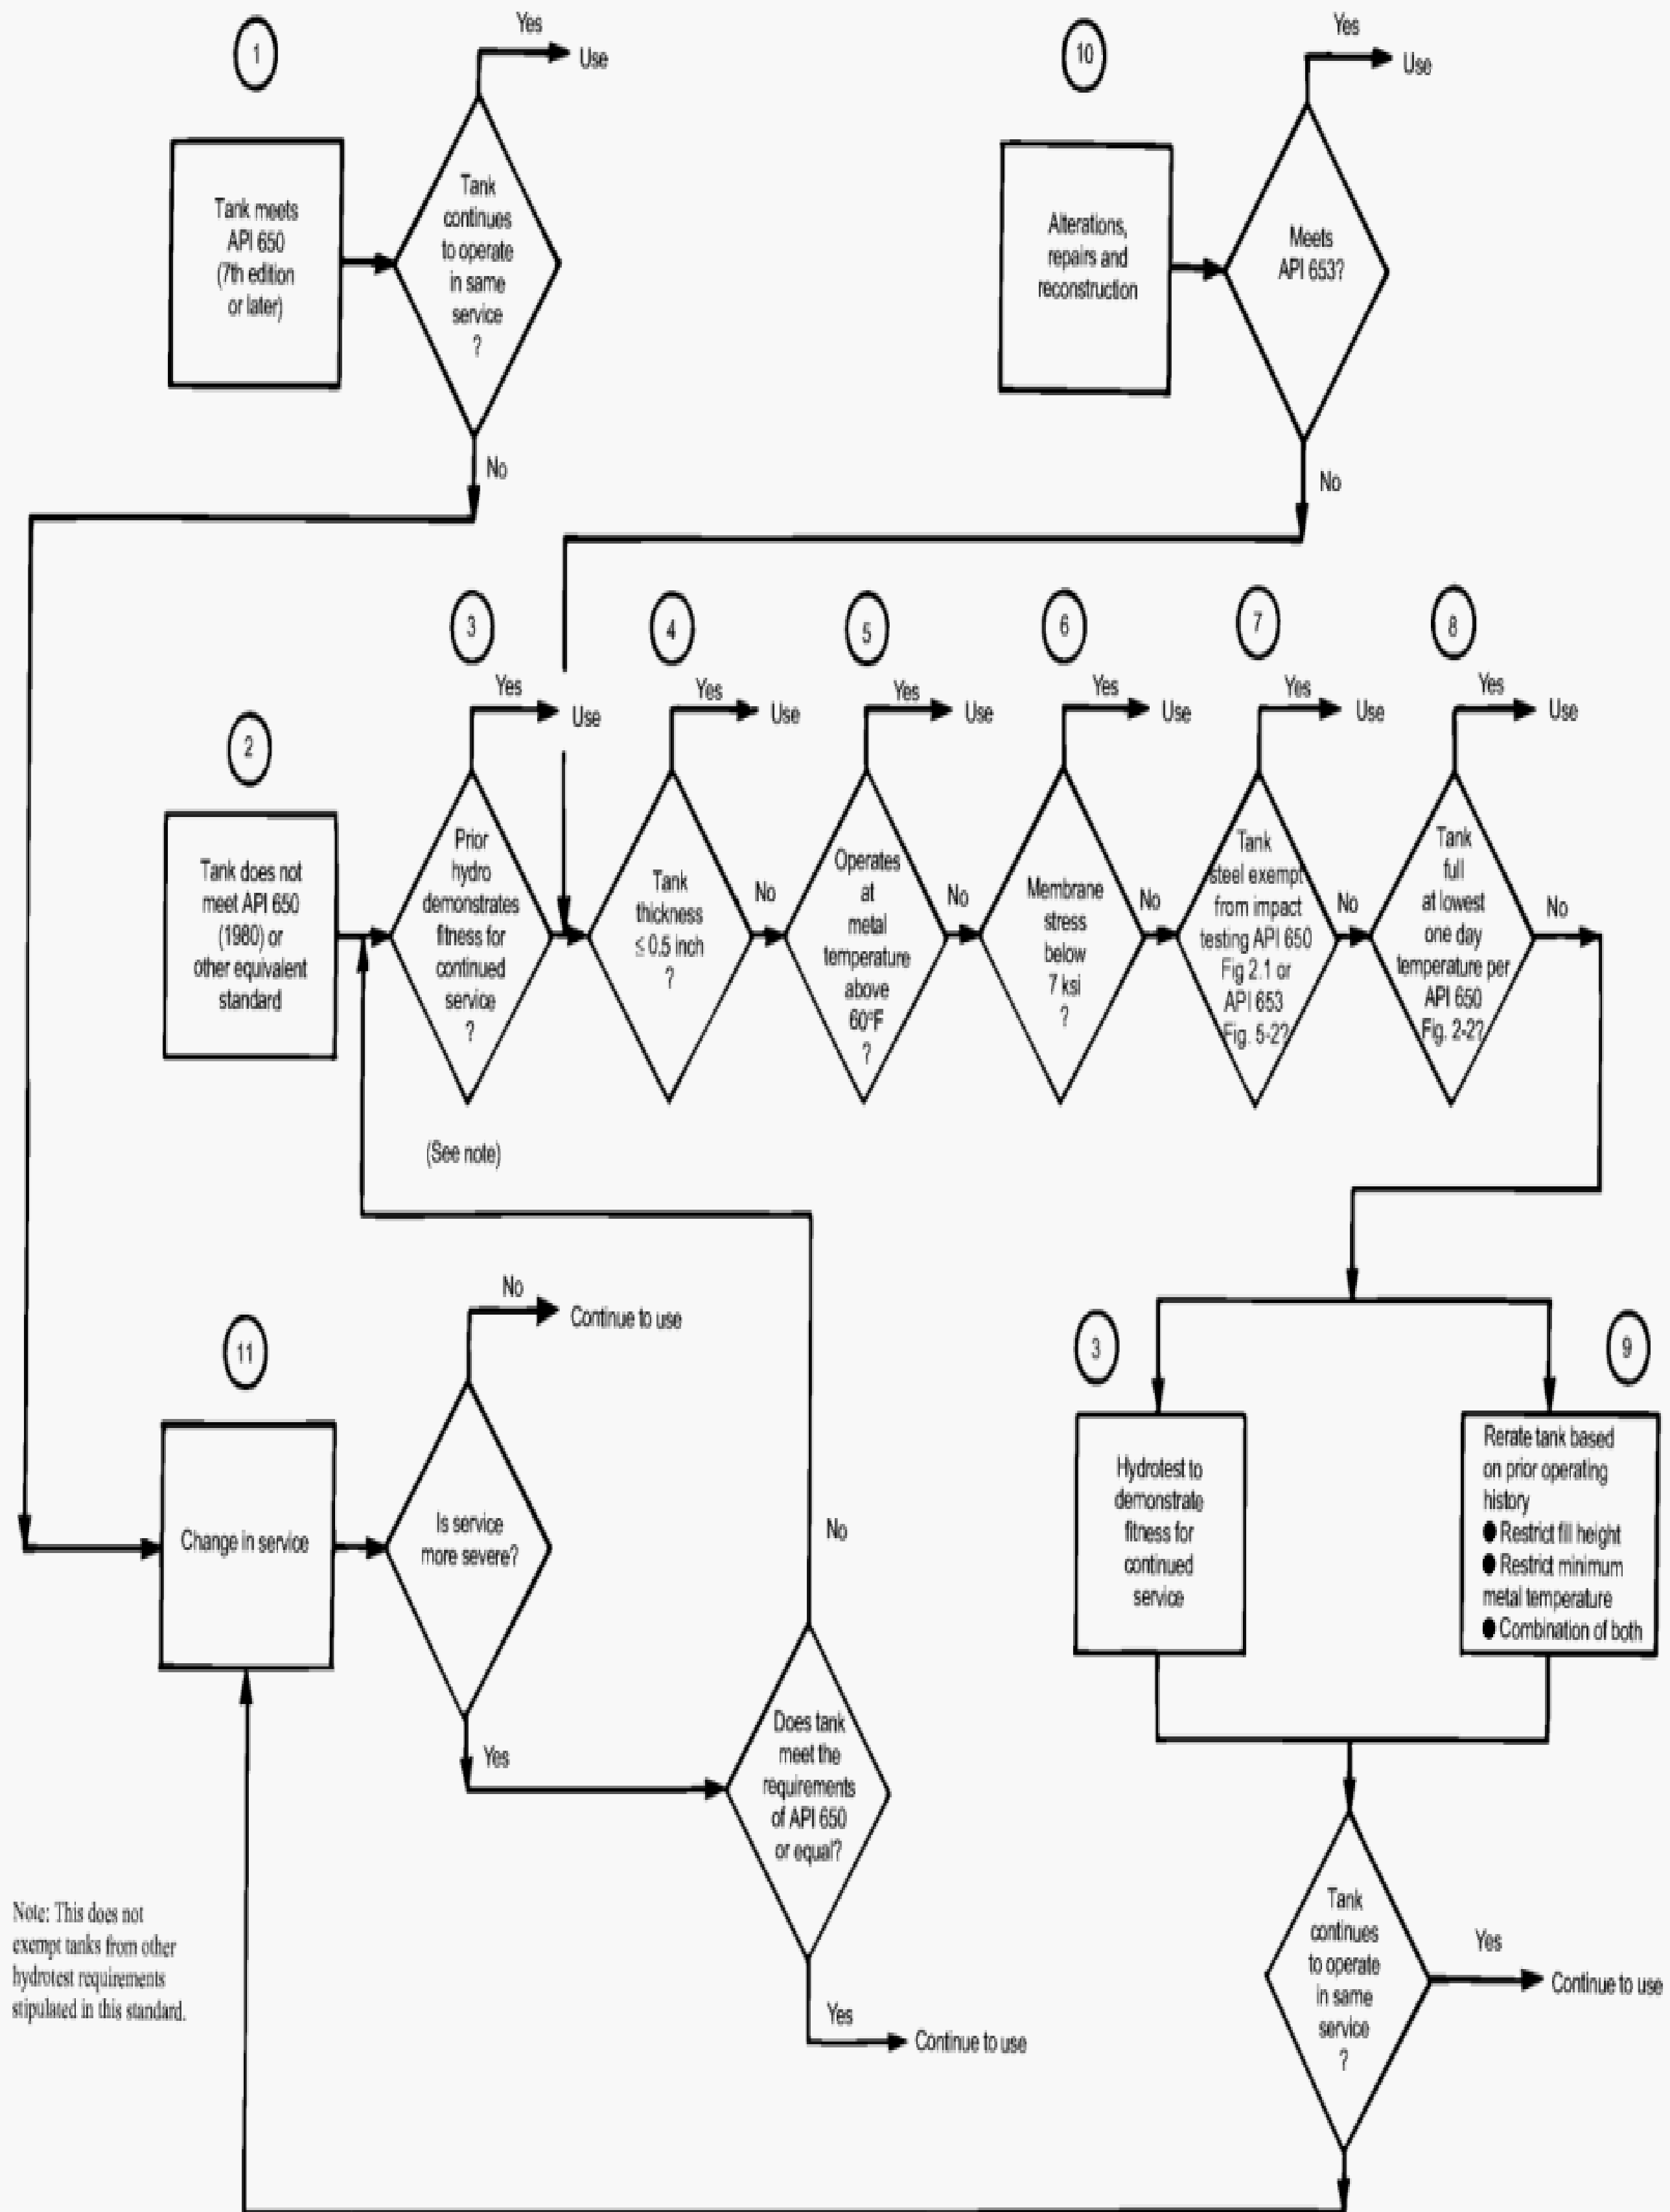 1
Yes
Use
Tank meets
API 650
(7th edition
or later)
Tank
continues
to operate
in same
service
?
No
10
Yes
Use
Alterations,
repairs and
reconstruction
Meets
API 653?
No
2
Tank does not
meet API 650
(1980) or
other equivalent
standard
3
Yes
Use
Prior
hydro
demonstrates
fitness for
continued
service
?
(See note)
4
Yes
Use
Tank
thickness
≤ 0.5 inch
?
No
5
Yes
Use
Operates
at
metal
temperature
above
60°F
?
No
6
Yes
Use
Membrane
stress
below
7 ksi
?
No
7
Yes
Use
Tank
steel exempt
from impact
testing API 650
Fig 2.1 or
API 653
Fig. 5-2?
No
8
Yes
Use
Tank
full
at lowest
one day
temperature per
API 650
Fig. 2-2?
No
11
Change in service
No
Continue to use
Is service
more severe?
Yes
No
Does tank
meet the
requirements
of API 650
or equal?
Yes
Continue to use
3
Hydrotest to
demonstrate
fitness for
continued
service
9
Rerate tank based
on prior operating
history
● Restrict fill height
● Restrict minimum
metal temperature
● Combination of both
Tank
continues
to operate
in same
service
?
Yes
Continue to use
Note: This does not
exempt tanks from other
hydrotest requirements
stipulated in this standard.